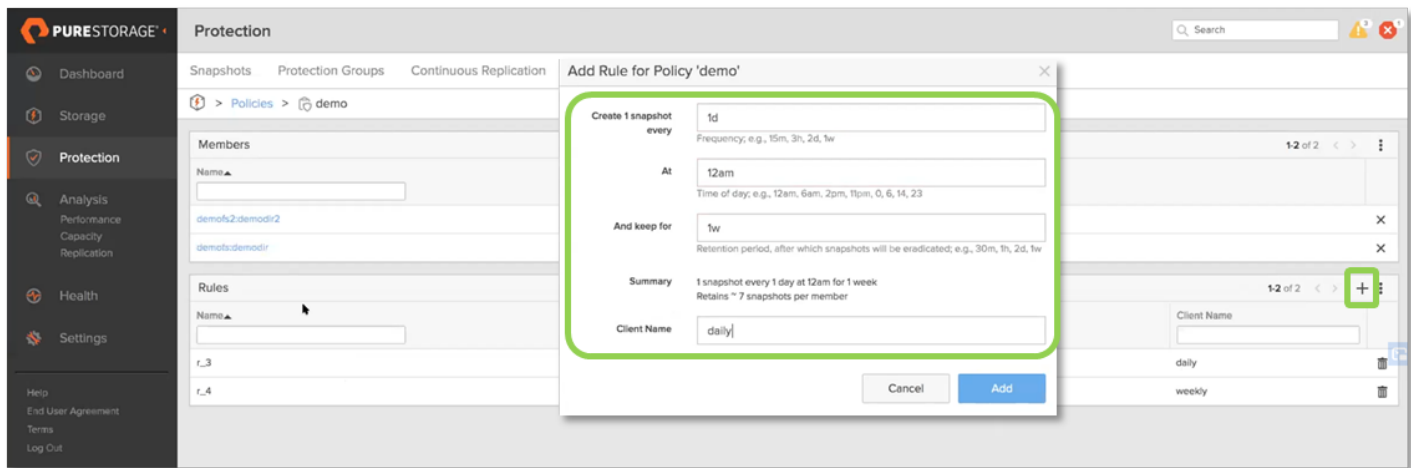 PURESTORAGE®
Protection
Search
3
1
Dashboard
Storage
Protection
Analysis
Performance
Capacity
Replication
Health
Settings
Help
End User Agreement
Terms
Log Out
Snapshots Protection Groups Continuous Replication
> Policies > demo
Members
1-2 of 2
Name
demofs2:demodir2
demofs:demodir
Rules
1-2 of 2
Name
Client Name
r_3
daily
r_4
weekly
Add Rule for Policy 'demo'
Create 1 snapshot
every
1d
Frequency; e.g., 15m, 3h, 2d, 1w
At
12am
Time of day; e.g., 12am, 6am, 2pm, 11pm, 0, 6, 14, 23
And keep for
1w
Retention period, after which snapshots will be eradicated; e.g., 30m, 1h, 2d, 1w
Summary
1 snapshot every 1 day at 12am for 1 week
Retains ~ 7 snapshots per member
Client Name
daily
Cancel
Add